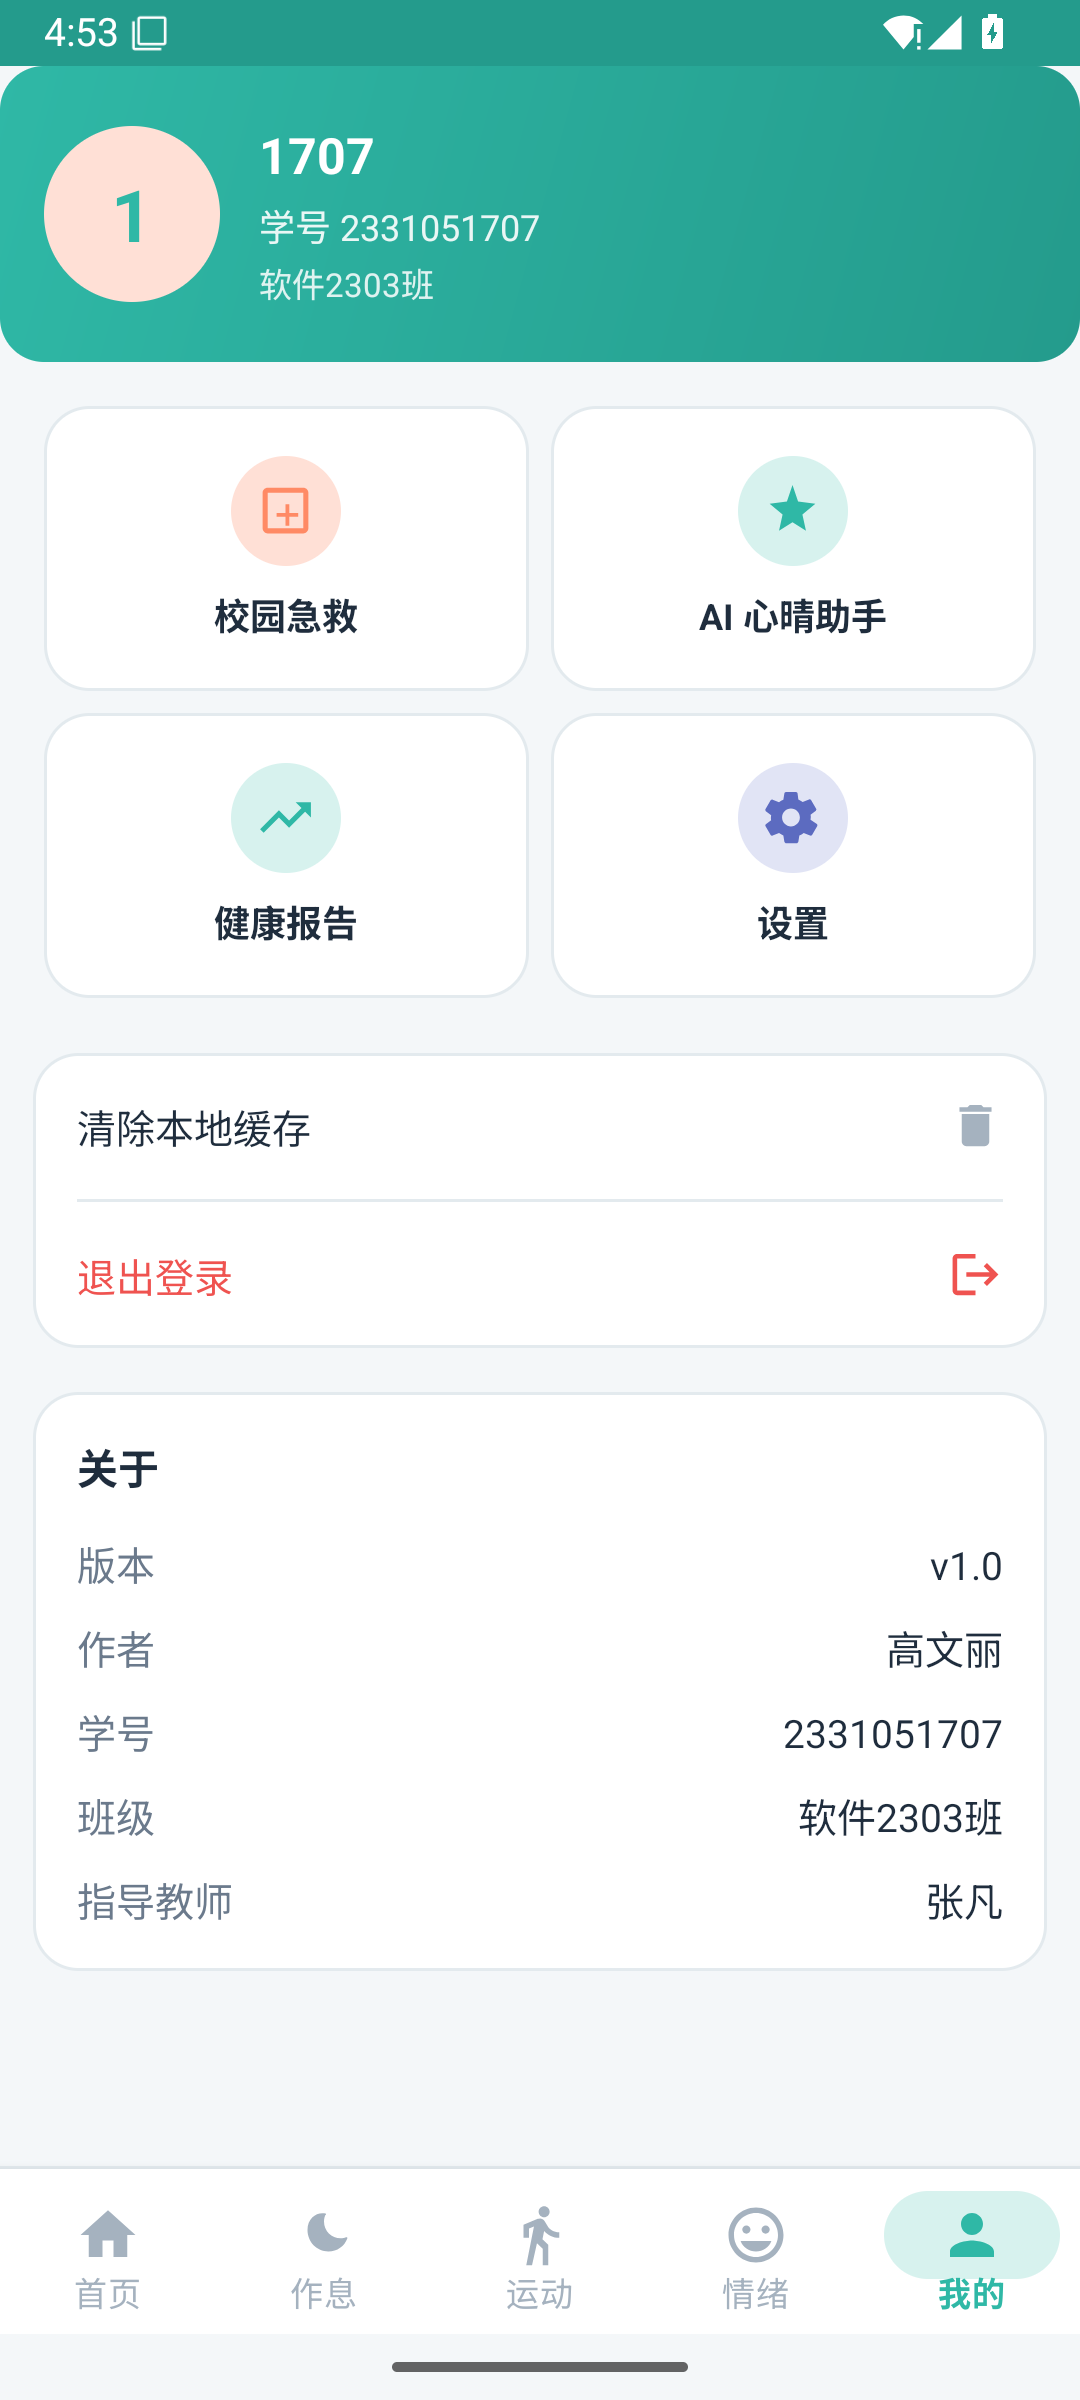 4:53
1
1707
学号 2331051707
软件2303班
校园急救
AI 心晴助手
健康报告
设置
清除本地缓存
退出登录
关于
版本
v1.0
作者
高文丽
学号
2331051707
班级
软件2303班
指导教师
张凡
首页
作息
运动
情绪
我的